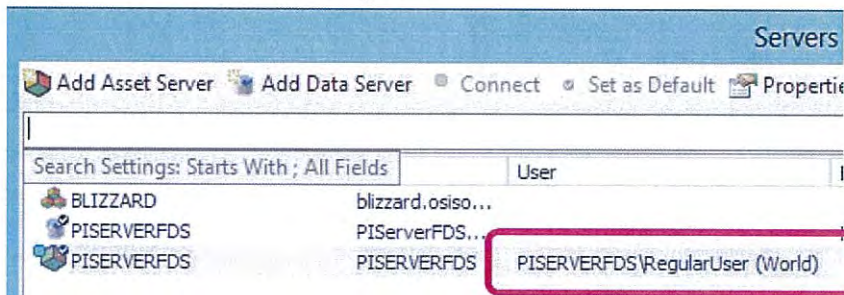 Servers
Add Asset Server Add Data Server Connect Set as Default Propertie
Search Settings: Starts With ; All Fields User
BLIZZARD blizzard.osiso...
PISERVERFDS PIServerFDS...
PISERVERFDS PISERVERFDS PISERVERFDS\RegularUser (World)